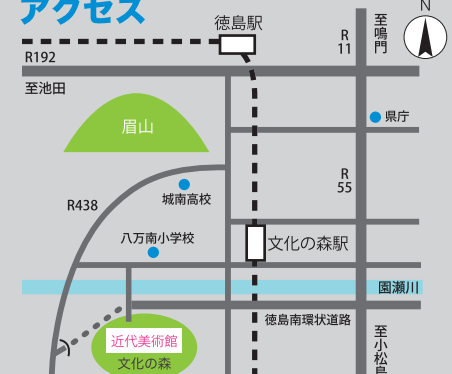 アクセス
N
徳島駅
R
11
至鳴門
R192
至池田
県庁
眉山
R
55
城南高校
R438
八万南小学校
文化の森駅
園瀬川
徳島南環状道路
近代美術館
文化の森
至小松島